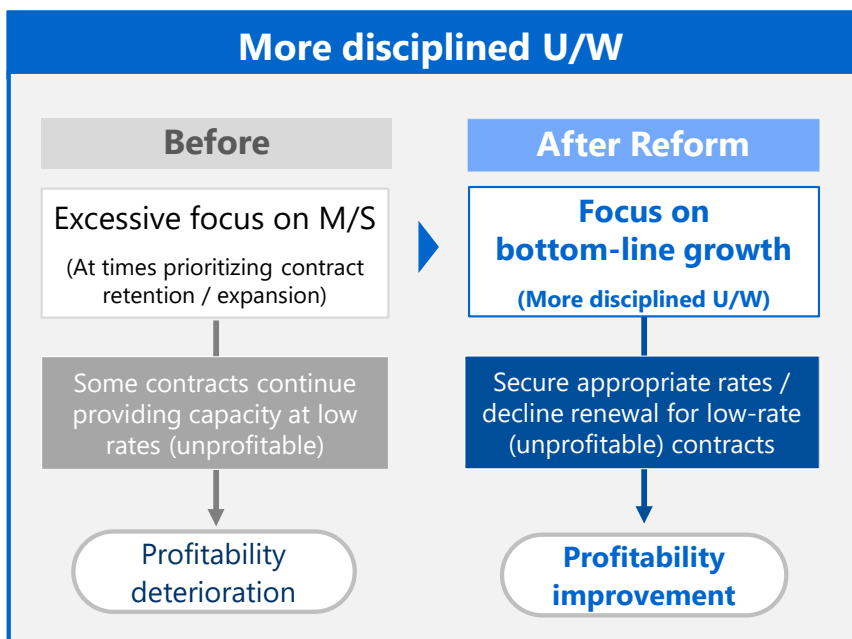 More disciplined U/W
Before
Excessive focus on M/S
(At times prioritizing contract
retention / expansion)
Some contracts continue
providing capacity at low
rates (unprofitable)
Profitability
deterioration
After Reform
Focus on
bottom-line growth
(More disciplined U/W)
Secure appropriate rates /
decline renewal for low-rate
(unprofitable) contracts
Profitability
improvement